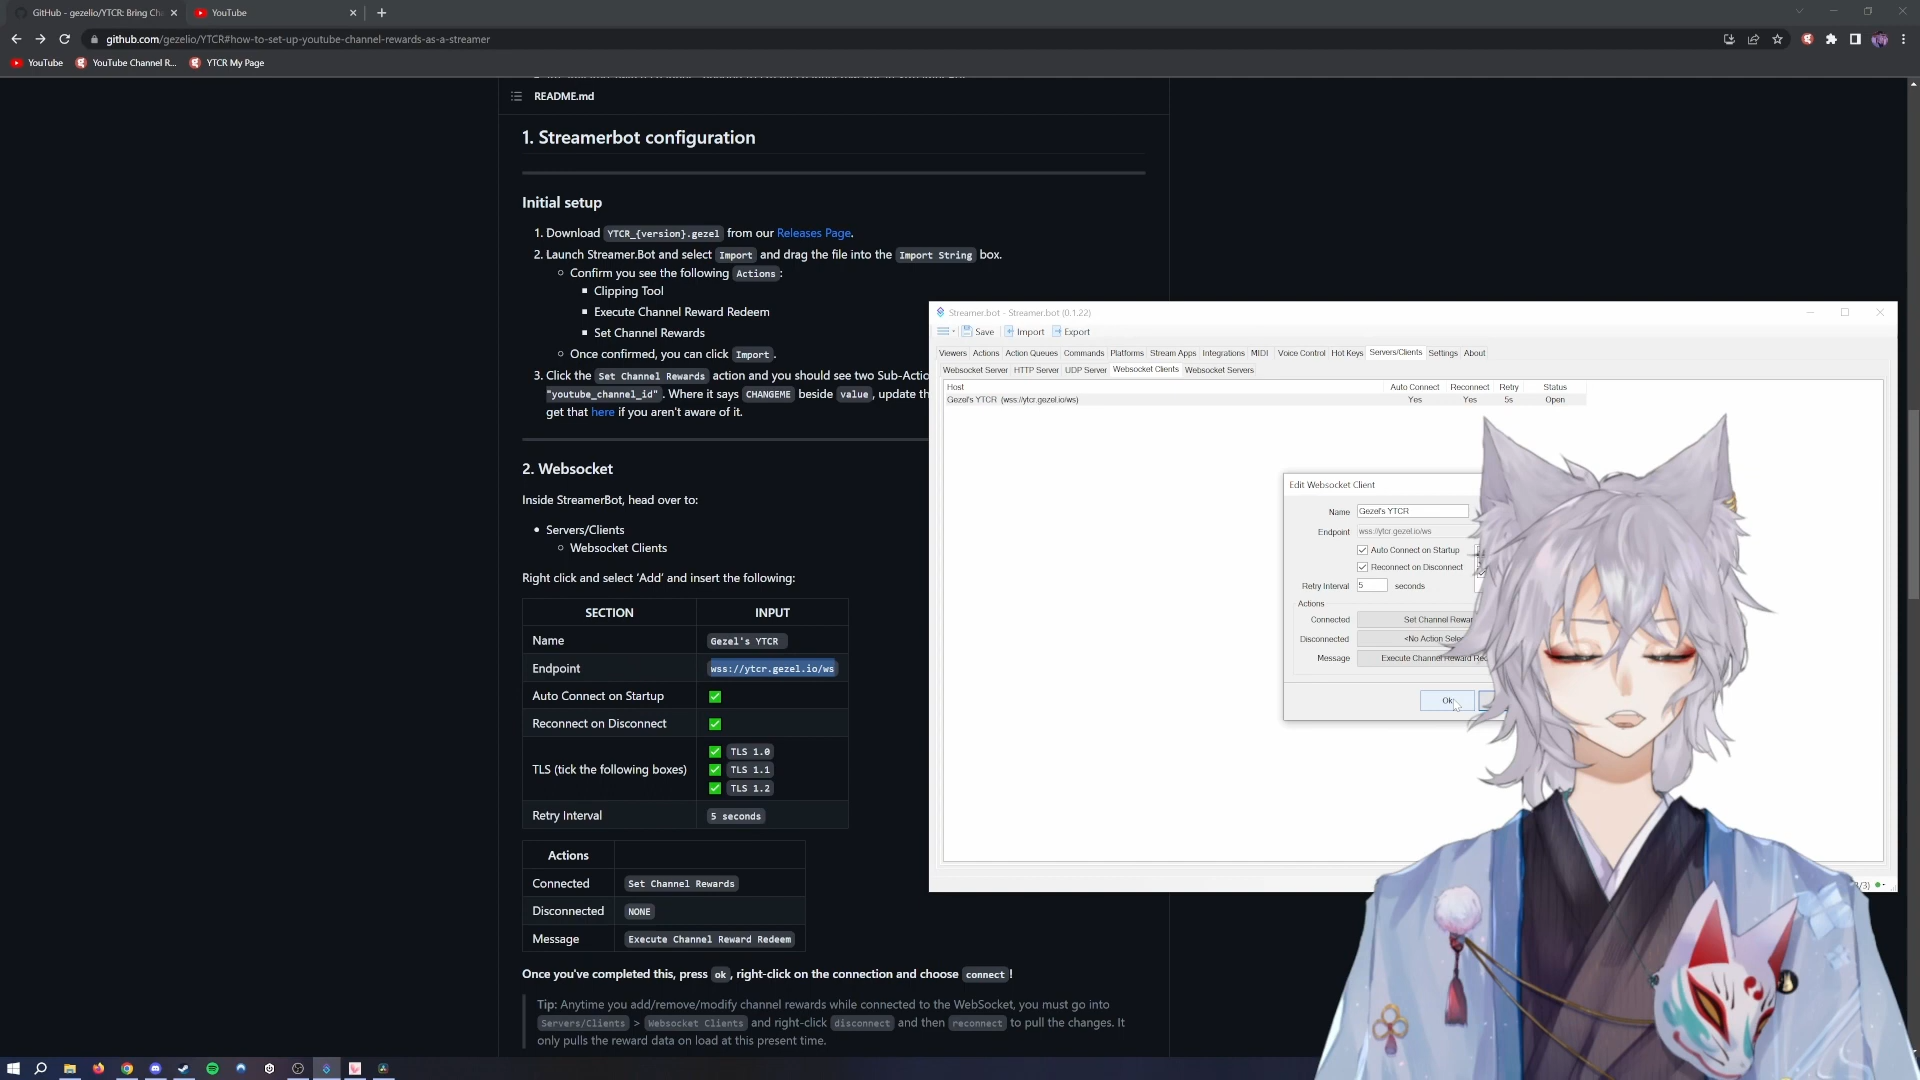 GitHub - gezelio/YTCR: Bring Ch
YouTube
github.com/gezelio/YTCR#how-to-set-up-youtube-channel-rewards-as-a-streamer
YouTube
YouTube Channel R...
YTCR My Page
README.md
1. Streamerbot configuration
Initial setup
1. Download YTCR_{version}.gezel from our Releases Page.
2. Launch Streamer.Bot and select Import and drag the file into the Import String box.
Confirm you see the following Actions:
Clipping Tool
Execute Channel Reward Redeem
Set Channel Rewards
Once confirmed, you can click Import.
3. Click the Set Channel Rewards action and you should see two Sub-Actio
"youtube_channel_id". Where it says CHANGEME beside value, update th
get that here if you aren't aware of it.
2. Websocket
Inside StreamerBot, head over to:
Servers/Clients
Websocket Clients
Right click and select ‘Add’ and insert the following:
SECTION INPUT
Name Gezel's YTCR
Endpoint wss://ytcr.gezel.io/ws
Auto Connect on Startup ✅
Reconnect on Disconnect ✅
TLS (tick the following boxes) ✅ TLS 1.0
✅ TLS 1.1
✅ TLS 1.2
Retry Interval 5 seconds
Actions
Connected Set Channel Rewards
Disconnected NONE
Message Execute Channel Reward Redeem
Once you've completed this, press ok, right-click on the connection and choose connect!
Tip: Anytime you add/remove/modify channel rewards while connected to the WebSocket, you must go into
Servers/Clients > Websocket Clients and right-click disconnect and then reconnect to pull the changes. It
only pulls the reward data on load at this present time.
Streamer.bot - Streamer.bot (0.1.22)
Save Import Export
Viewers Actions Action Queues Commands Platforms Stream Apps Integrations MIDI Voice Control Hot Keys Servers/Clients Settings About
Websocket Server HTTP Server UDP Server Websocket Clients Websocket Servers
Host Auto Connect Reconnect Retry Status
Gezel's YTCR (wss://ytcr.gezel.io/ws) Yes Yes 5s Open
Edit Websocket Client
Name Gezel's YTCR
Endpoint wss://ytcr.gezel.io/ws
Auto Connect on Startup
Reconnect on Disconnect
Retry Interval 5 seconds
Actions
Connected Set Channel Rewar
Disconnected <No Action Selec
Message Execute Channel Reward Rec
Ok
/3)